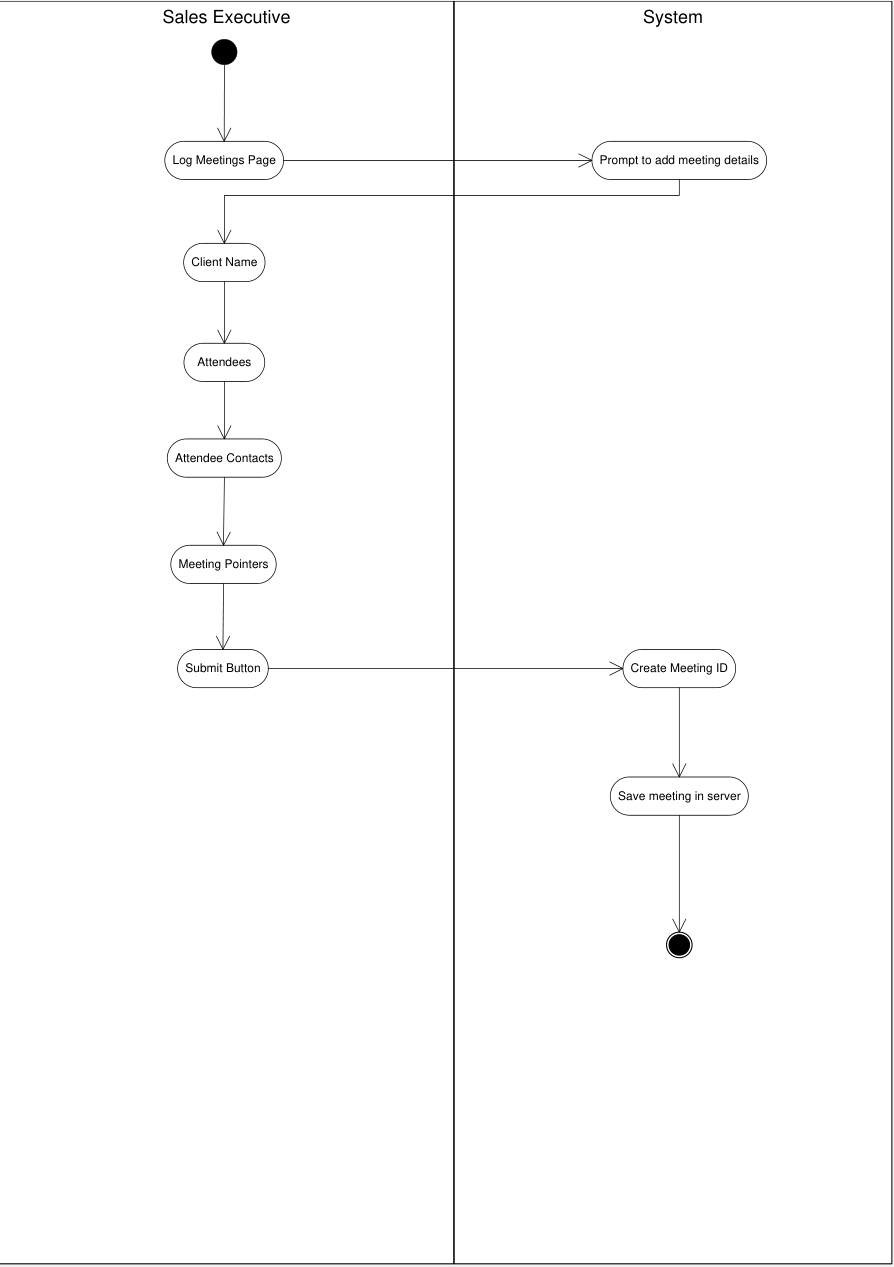 Sales Executive
System
Log Meetings Page
Prompt to add meeting details
Client Name
Attendees
Attendee Contacts
Meeting Pointers
Submit Button
Create Meeting ID
Save meeting in server